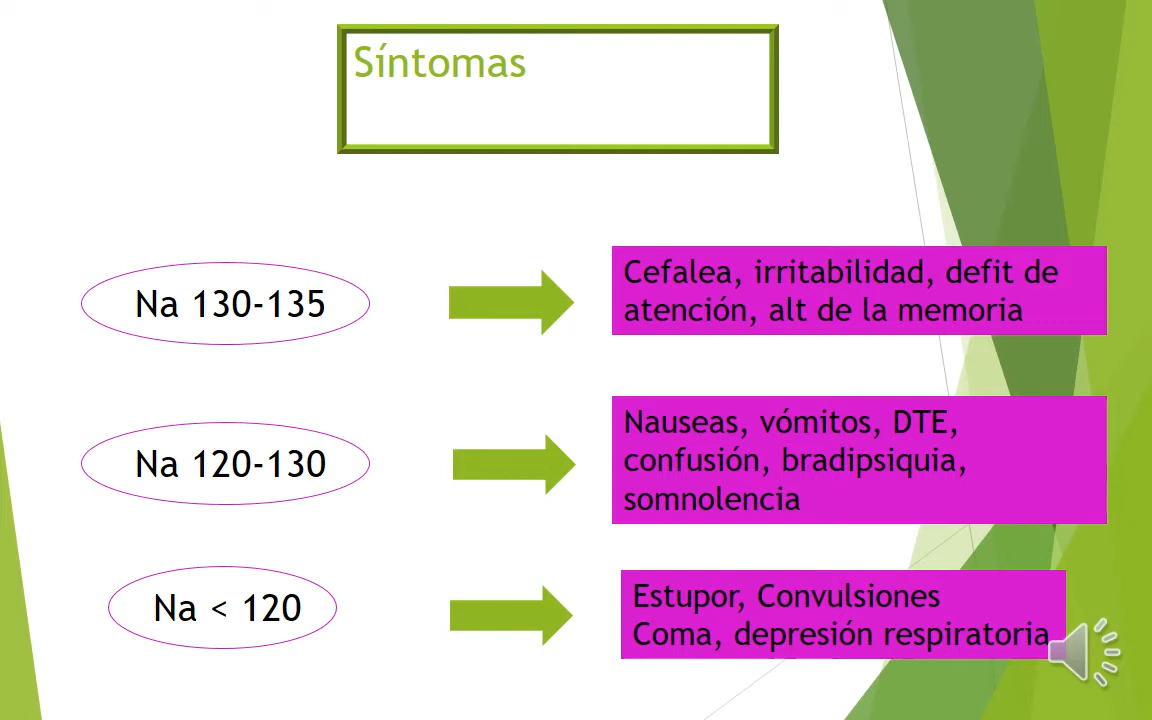 Síntomas
Na 130-135
Cefalea, irritabilidad, defit de
atención, alt de la memoria
Na 120-130
Nauseas, vómitos, DTE,
confusión, bradipsiquia,
somnolencia
Na < 120
Estupor, Convulsiones
Coma, depresión respiratoria